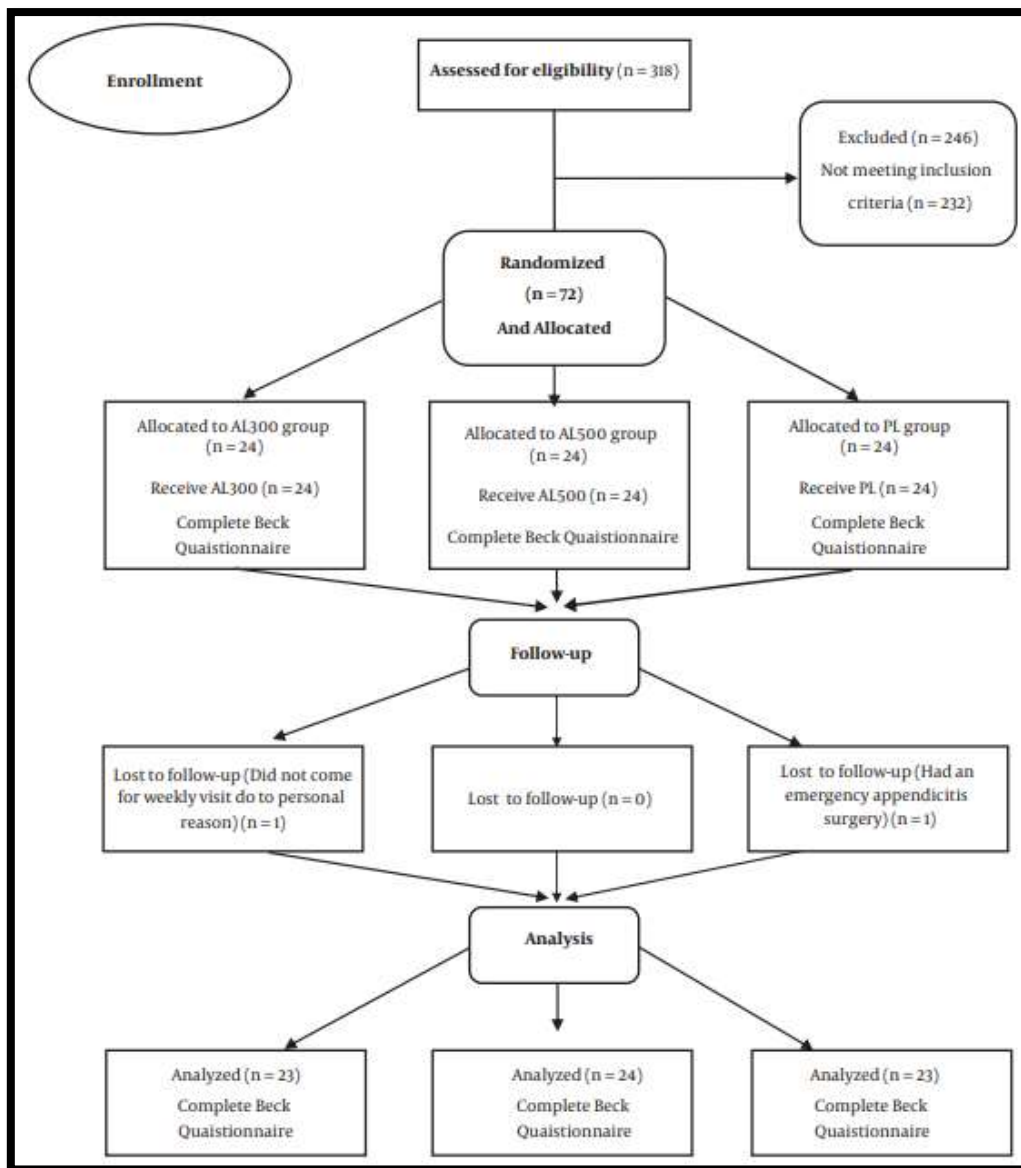 Enrollment
Assessed for eligibility (n = 318)
Excluded (n = 246)
Not meeting inclusion
criteria (n = 232)
Randomized
(n = 72)
And Allocated
Allocated to AL300 group
(n = 24)
Receive AL300 (n = 24)
Complete Beck
Quaistionnaire
Allocated to AL500 group
(n = 24)
Receive AL500 (n = 24)
Complete Beck Quaistionnaire
Allocated to PL group
(n = 24)
Receive PL (n = 24)
Complete Beck
Quaistionnaire
Follow-up
Lost to follow-up (Did not come
for weekly visit do to personal
reason) (n = 1)
Lost to follow-up (n = 0)
Lost to follow-up (Had an
emergency appendicitis
surgery) (n = 1)
Analysis
Analyzed (n = 23)
Complete Beck
Quaistionnaire
Analyzed (n = 24)
Complete Beck
Quaistionnaire
Analyzed (n = 23)
Complete Beck
Quaistionnaire